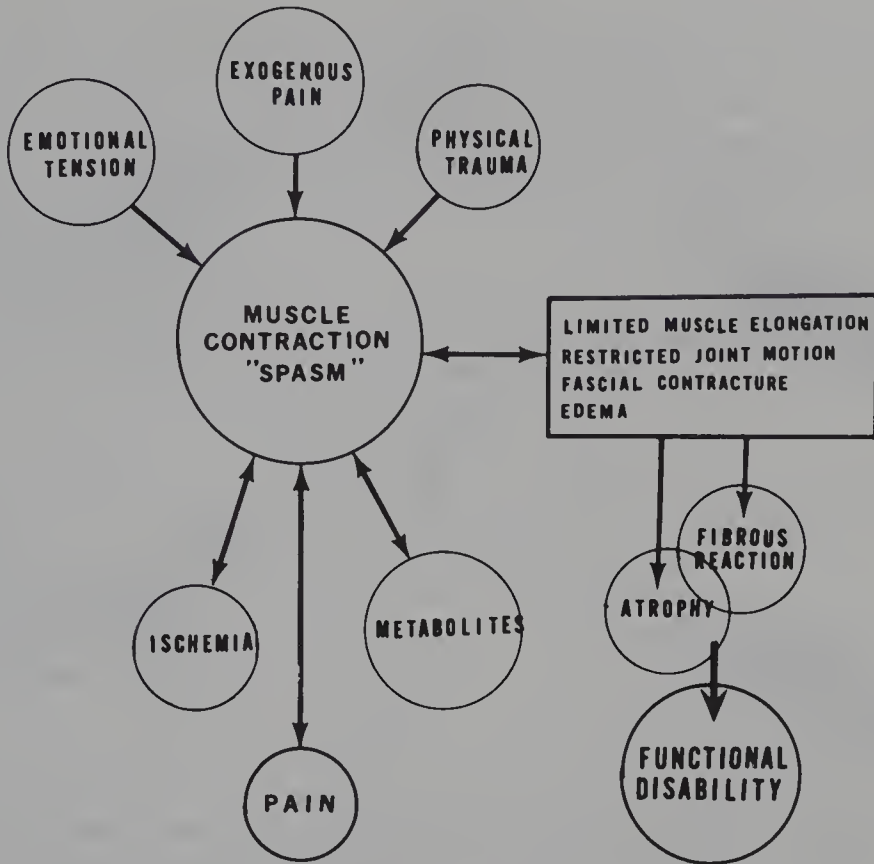 EXOGENOUS
PAIN
EMOTIONAL
TENSION
PHYSICAL
TRAUMA
MUSCLE
CONTRACTION
"SPASM"
LIMITED MUSCLE ELONGATION
RESTRICTED JOINT MOTION
FASCIAL CONTRACTURE
EDEMA
FIBROUS
REACTION
ATROPHY
ISCHEMIA
METABOLITES
PAIN
FUNCTIONAL
DISABILITY